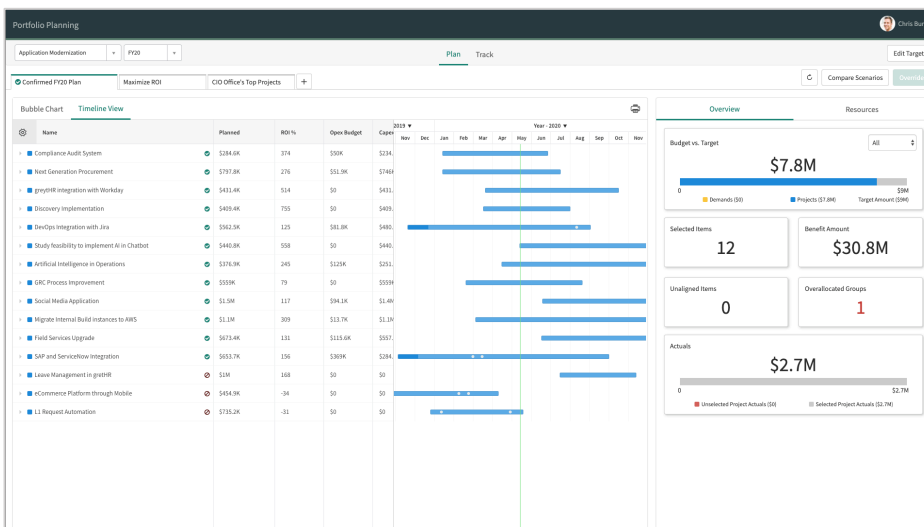 Portfolio Planning
Chris Bur
Application Modernization
FY20
Plan
Track
Edit Target
Confirmed FY20 Plan
Maximize ROI
CIO Office's Top Projects
+
Compare Scenarios
Override
Bubble Chart
Timeline View
Overview
Resources
2019 ▼ Year - 2020 ▼
Name Planned ROI % Opex Budget Capex Nov Dec Jan Feb Mar Apr May Jun Jul Aug Sep Oct Nov
Compliance Audit System $284.6K 374 $50K $234.
Next Generation Procurement $797.8K 276 $51.9K $746K
greytHR integration with Workday $431.4K 514 $0 $431.
Discovery Implementation $409.4K 755 $0 $409.
DevOps Integration with Jira $562.5K 125 $81.8K $480.
Study feasibility to implement AI in Chatbot $440.8K 558 $0 $440.
Artificial Intelligence in Operations $376.9K 245 $125K $251.
GRC Process Improvement $559K 79 $0 $559K
Social Media Application $1.5M 117 $94.1K $1.4M
Migrate Internal Build instances to AWS $1.1M 309 $13.7K $1.1M
Field Services Upgrade $673.4K 131 $115.6K $557.
SAP and ServiceNow Integration $653.7K 156 $369K $284.
Leave Management in gretHR $1M 168 $0 $0
eCommerce Platform through Mobile $454.9K -34 $0 $0
L1 Request Automation $735.2K -31 $0 $0
Budget vs. Target
All
$7.8M
0 $9M
Demands ($0) Projects ($7.8M) Target Amount ($9M)
Selected Items
12
Benefit Amount
$30.8M
Unaligned Items
0
Overallocated Groups
1
Actuals
$2.7M
0 $2.7M
Unselected Project Actuals ($0) Selected Project Actuals ($2.7M)